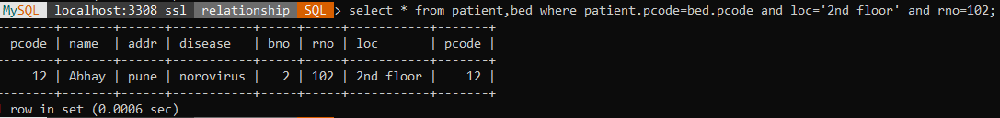 MySQL localhost:3308 ssl relationship SQL > select * from patient,bed where patient.pcode=bed.pcode and loc='2nd floor' and rno=102;
-------+-------+------+-----------+-----+-----+-----------+-------+
pcode | name | addr | disease | bno | rno | loc | pcode |
-------+-------+------+-----------+-----+-----+-----------+-------+
12 | Abhay | pune | norovirus | 2 | 102 | 2nd floor | 12 |
-------+-------+------+-----------+-----+-----+-----------+-------+
row in set (0.0006 sec)